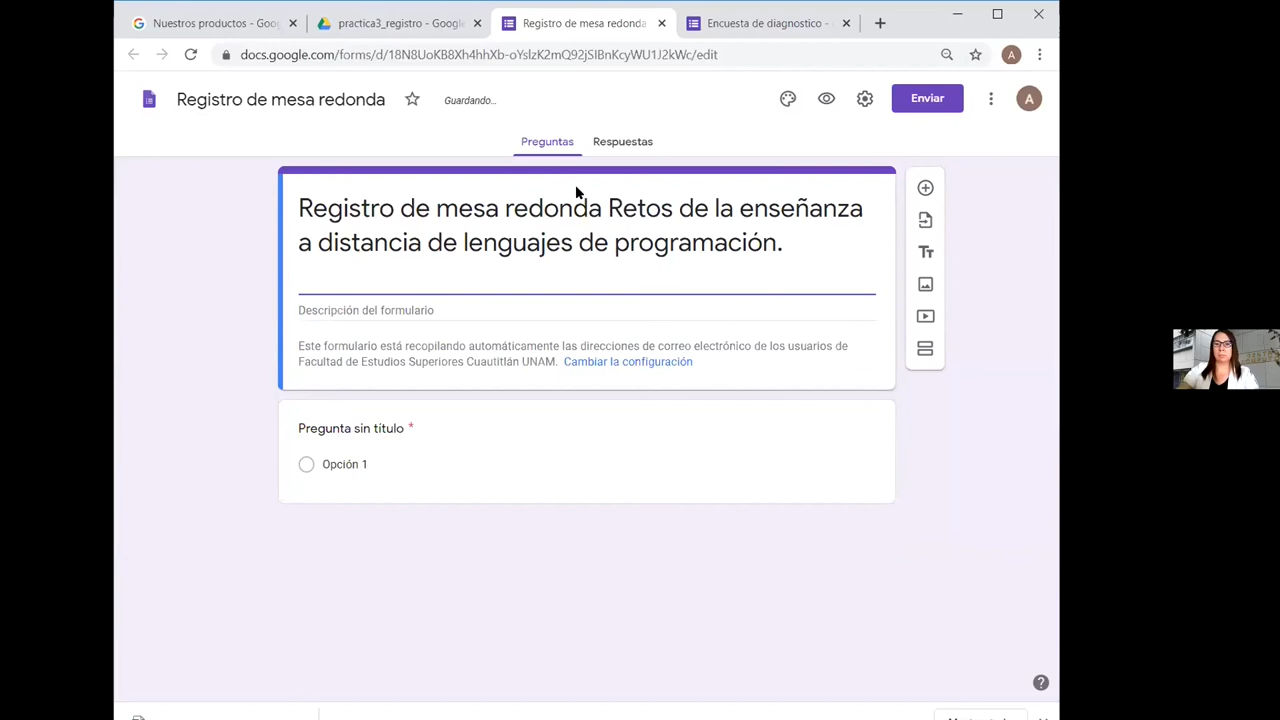 Nuestros productos - Goog
practica3_registro - Google
Registro de mesa redonda
Encuesta de diagnostico -
docs.google.com/forms/d/18N8UoKB8Xh4hhXb-oYslzK2mQ92jSIBnKcyWU1J2kWc/edit
A
Registro de mesa redonda
Guardando...
Enviar
A
Preguntas
Respuestas
Registro de mesa redonda Retos de la enseñanza
a distancia de lenguajes de programación.
Descripción del formulario
Este formulario está recopilando automáticamente las direcciones de correo electrónico de los usuarios de
Facultad de Estudios Superiores Cuautitlán UNAM. Cambiar la configuración
Pregunta sin título *
Opción 1